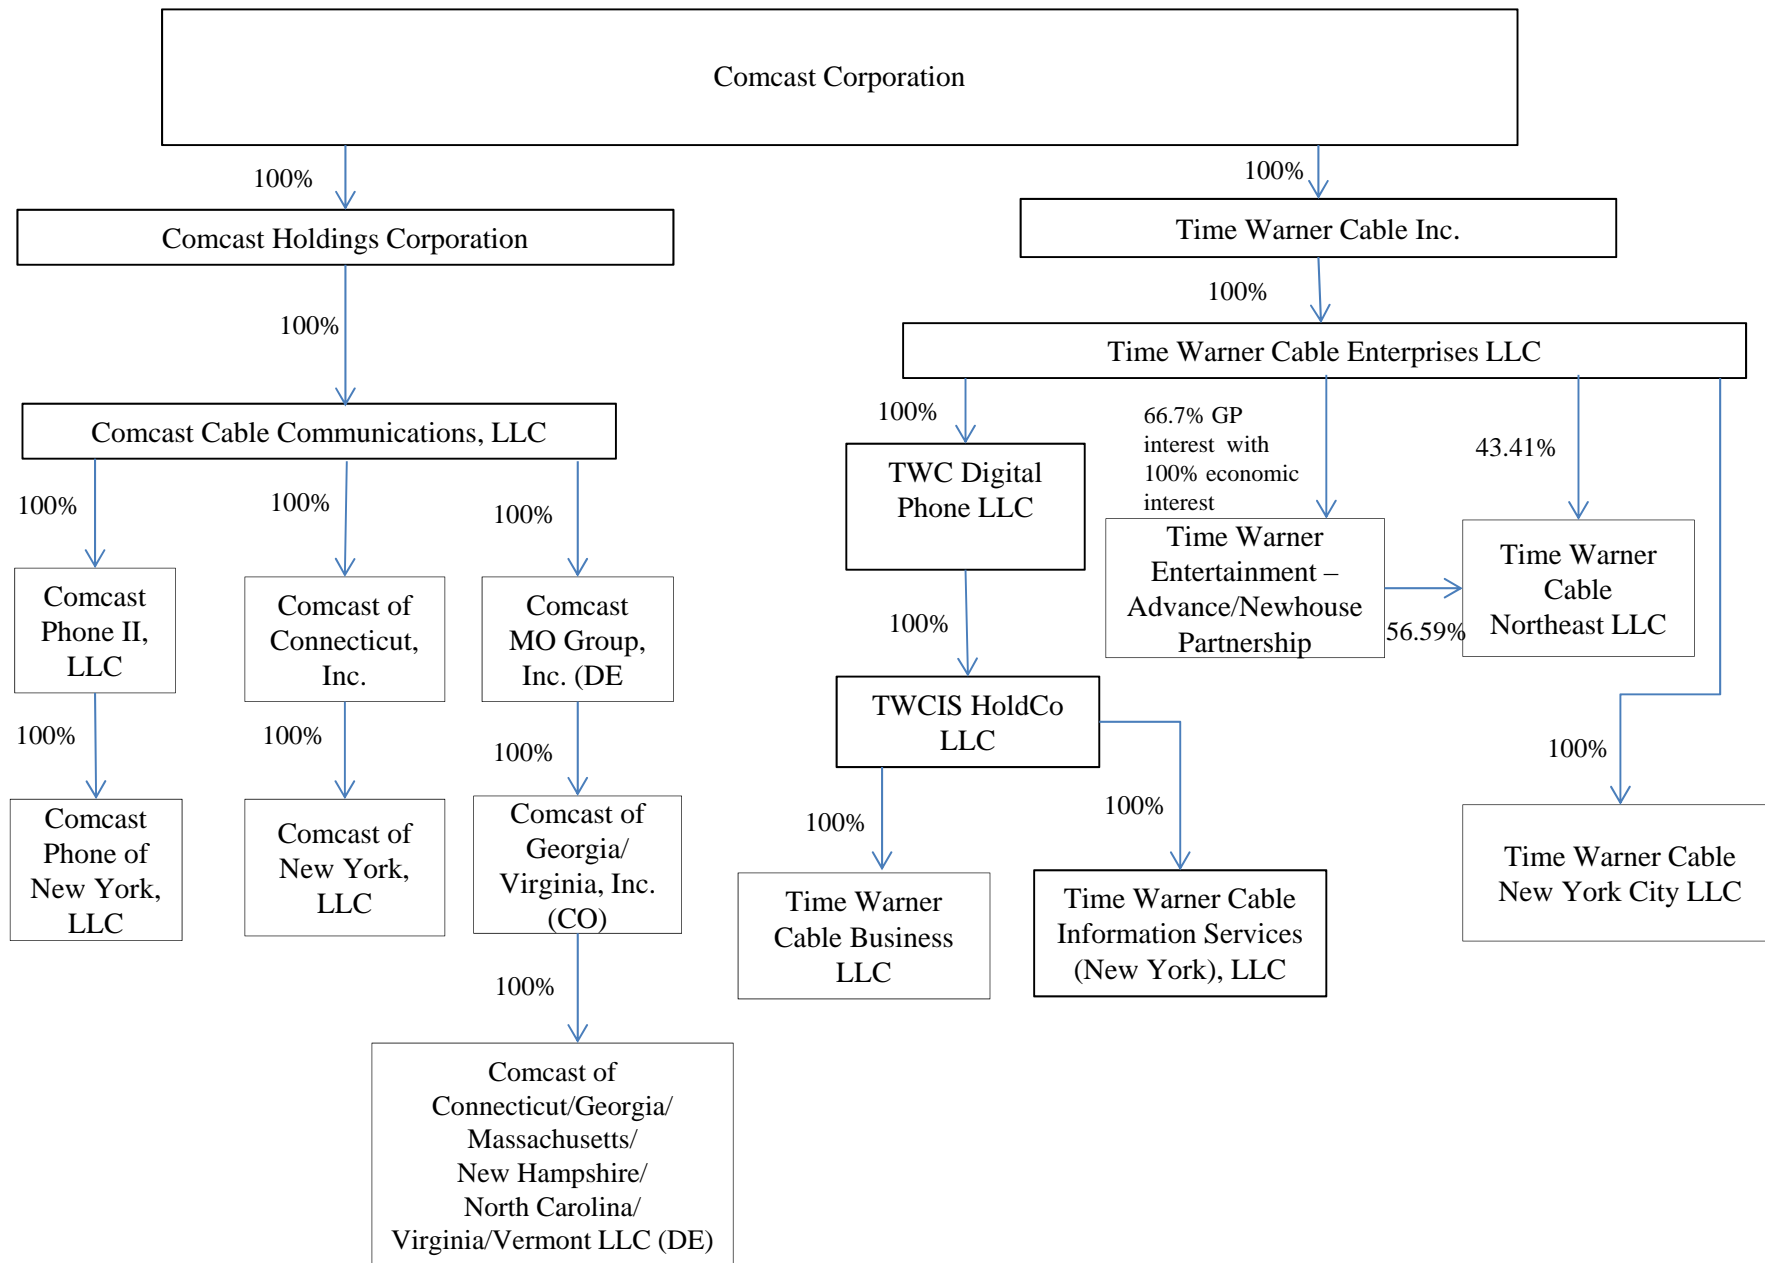 Comcast Corporation
100%
100%
Comcast Holdings Corporation
Time Warner Cable Inc.
100%
100%
Time Warner Cable Enterprises LLC
Comcast Cable Communications, LLC
100%
66.7% GP
interest with
100% economic
interest
43.41%
100%
100%
100%
TWC Digital
Phone LLC
Time Warner
Entertainment –
Advance/Newhouse
Partnership
56.59%
Time Warner
Cable
Northeast LLC
Comcast
Phone II,
LLC
Comcast of
Connecticut,
Inc.
Comcast
MO Group,
Inc. (DE
100%
TWCIS HoldCo
LLC
100%
100%
100%
100%
100%
100%
Comcast
Phone of
New York,
LLC
Comcast of
New York,
LLC
Comcast of
Georgia/
Virginia, Inc.
(CO)
Time Warner Cable
New York City LLC
Time Warner
Cable Business
LLC
Time Warner Cable
Information Services
(New York), LLC
100%
Comcast of
Connecticut/Georgia/
Massachusetts/
New Hampshire/
North Carolina/
Virginia/Vermont LLC (DE)